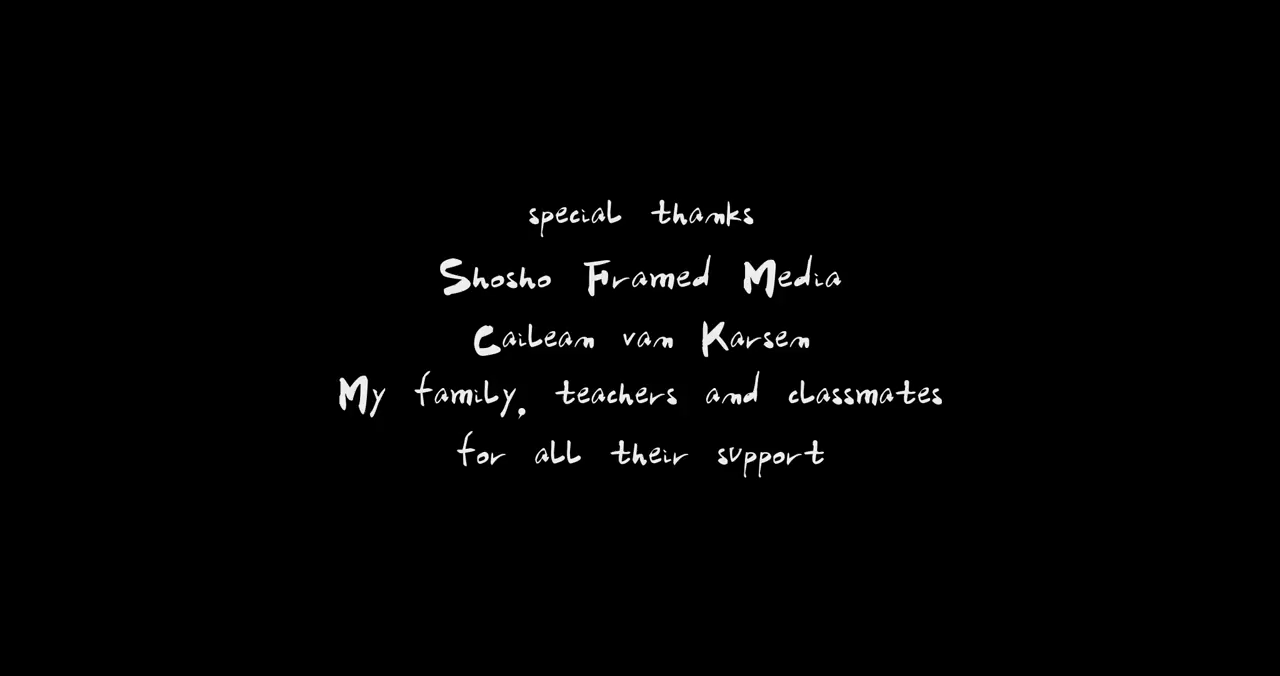 special thanks
Shosho Framed Media
Cailean van Karsen
My family, teachers and classmates
for all their support